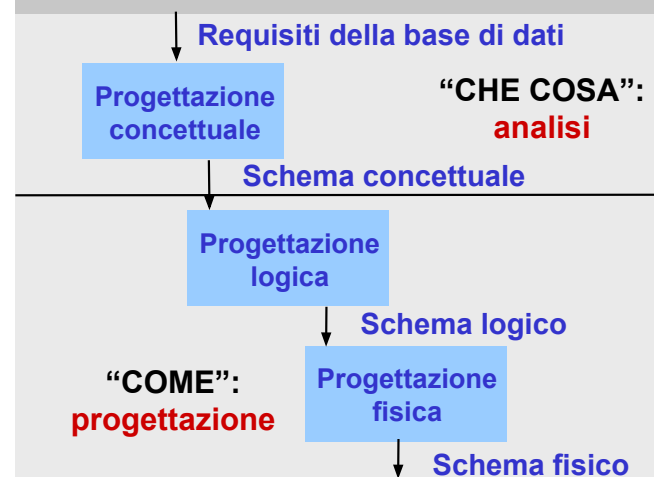 Requisiti della base di dati
Progettazione
concettuale
“CHE COSA”:
analisi
Schema concettuale
Progettazione
logica
Schema logico
“COME”:
progettazione
Progettazione
fisica
Schema fisico